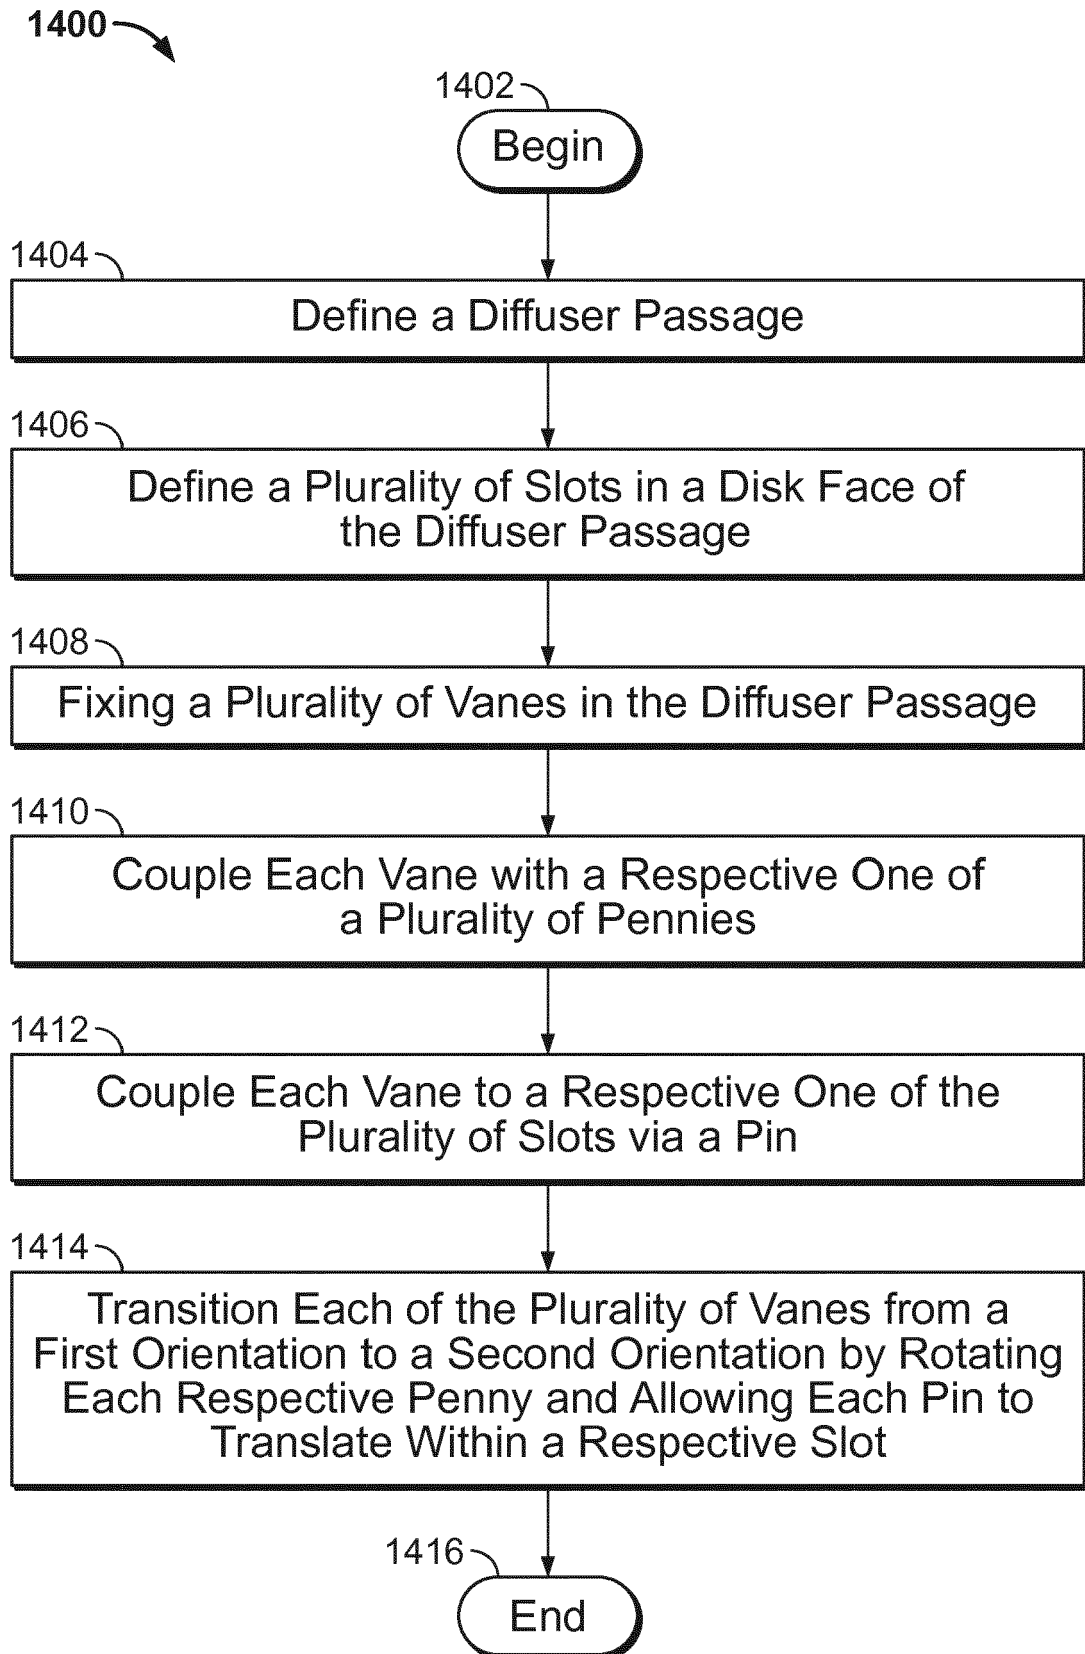 1400
1402
Begin
1404
Define a Diffuser Passage
1406
Define a Plurality of Slots in a Disk Face of
the Diffuser Passage
1408
Fixing a Plurality of Vanes in the Diffuser Passage
1410
Couple Each Vane with a Respective One of
a Plurality of Pennies
1412
Couple Each Vane to a Respective One of the
Plurality of Slots via a Pin
1414
Transition Each of the Plurality of Vanes from a
First Orientation to a Second Orientation by Rotating
Each Respective Penny and Allowing Each Pin to
Translate Within a Respective Slot
1416
End